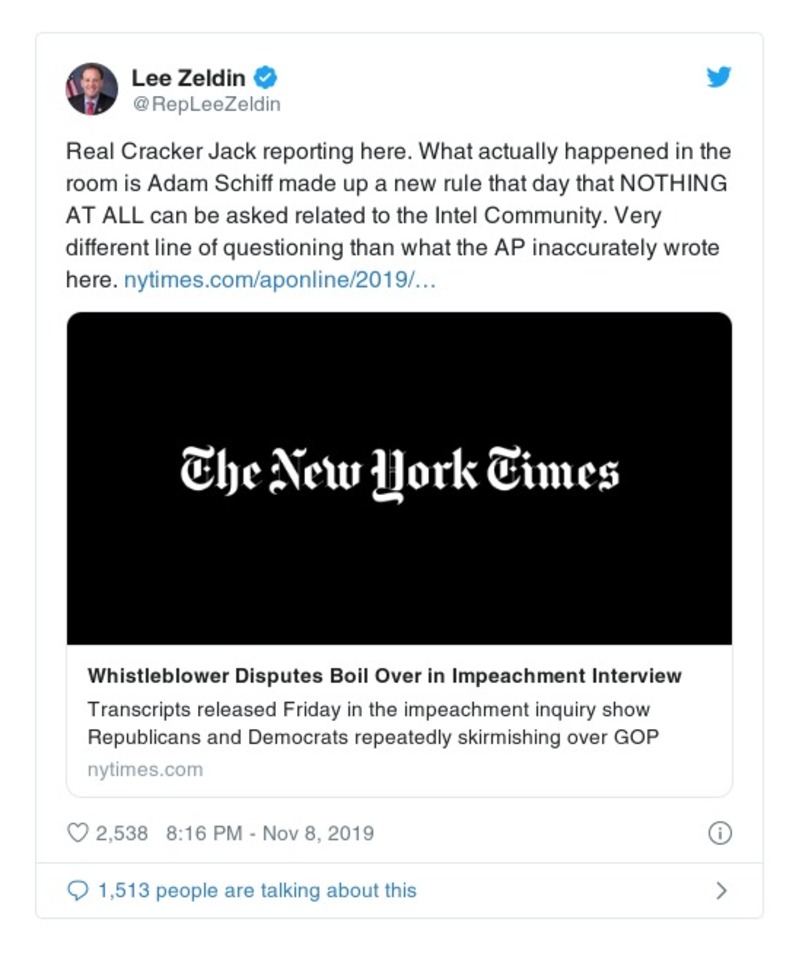 Lee Zeldin
@RepLeeZeldin
Real Cracker Jack reporting here. What actually happened in the
room is Adam Schiff made up a new rule that day that NOTHING
AT ALL can be asked related to the Intel Community. Very
different line of questioning than what the AP inaccurately wrote
here. nytimes.com/aponline/2019/…
The New York Times
Whistleblower Disputes Boil Over in Impeachment Interview
Transcripts released Friday in the impeachment inquiry show
Republicans and Democrats repeatedly skirmishing over GOP
nytimes.com
2,538 8:16 PM - Nov 8, 2019
1,513 people are talking about this